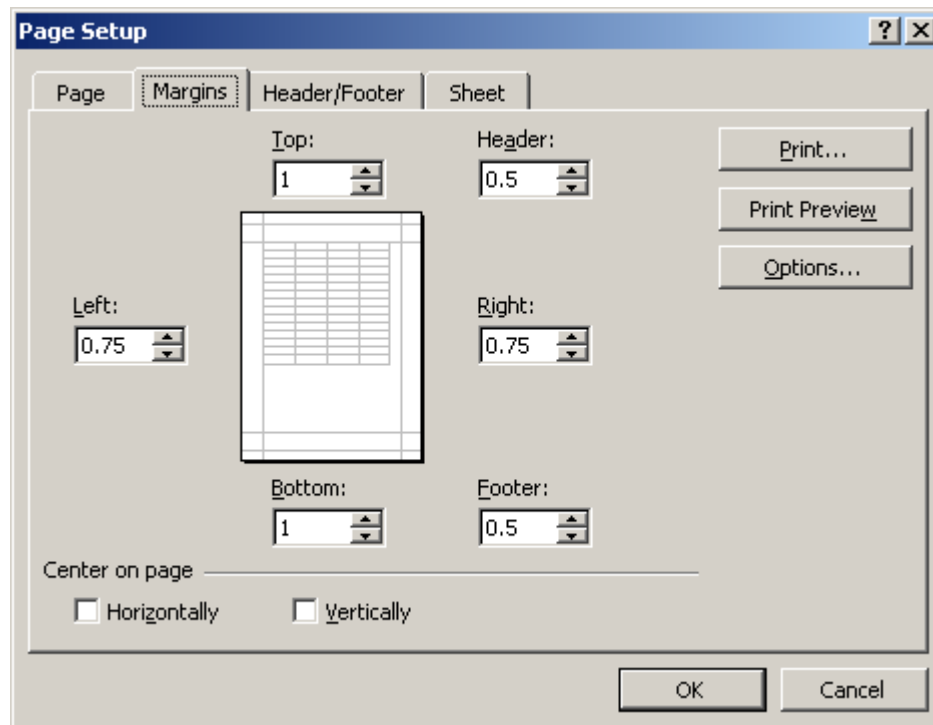 Page Setup
Page Margins Header/Footer Sheet
Top: Header:
1 0.5
Print...
Print Preview
Options...
Left: Right:
0.75 0.75
Bottom: Footer:
1 0.5
Center on page
Horizontally Vertically
OK Cancel